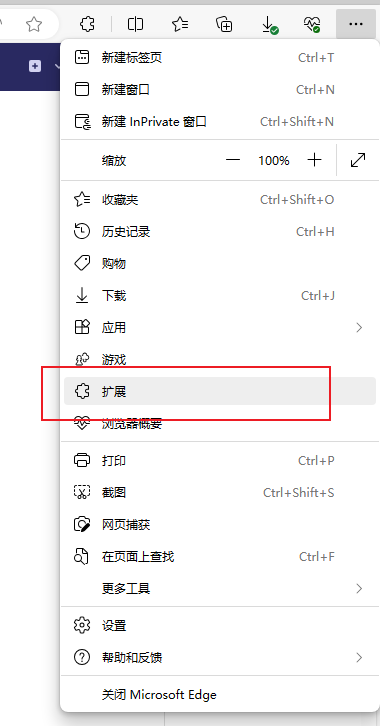 新建标签页 Ctrl+T
新建窗口 Ctrl+N
新建 InPrivate 窗口 Ctrl+Shift+N
缩放 — 100% +
收藏夹 Ctrl+Shift+O
历史记录 Ctrl+H
购物
下载 Ctrl+J
应用
游戏
扩展
浏览器概要
打印 Ctrl+P
截图 Ctrl+Shift+S
网页捕获
在页面上查找 Ctrl+F
更多工具
设置
帮助和反馈
关闭 Microsoft Edge